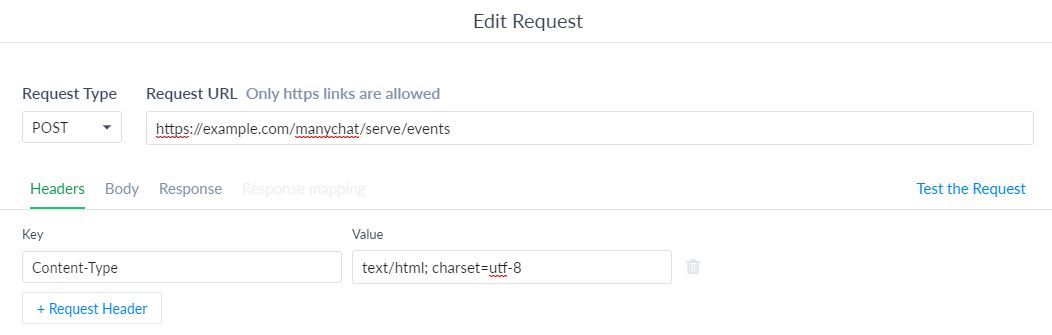 Edit Request
Request Type Request URL Only https links are allowed
POST https://example.com/manychat/serve/events
Headers Body Response Response mapping Test the Request
Key Value
Content-Type text/html; charset=utf-8
+ Request Header